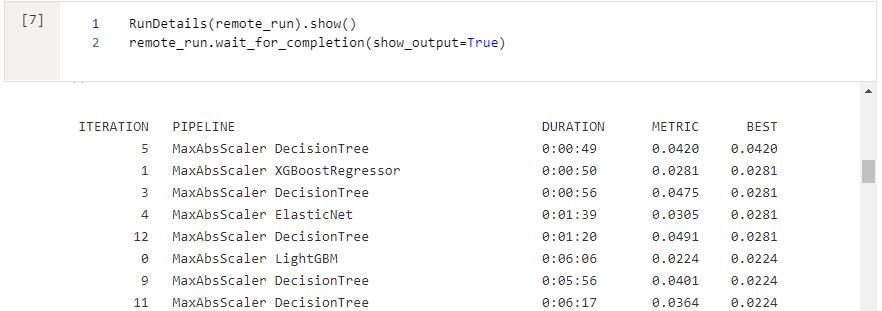 [7] 1 RunDetails(remote_run).show()
2 remote_run.wait_for_completion(show_output=True)
ITERATION PIPELINE DURATION METRIC BEST
5 MaxAbsScaler DecisionTree 0:00:49 0.0420 0.0420
1 MaxAbsScaler XGBoostRegressor 0:00:50 0.0281 0.0281
3 MaxAbsScaler DecisionTree 0:00:56 0.0475 0.0281
4 MaxAbsScaler ElasticNet 0:01:39 0.0305 0.0281
12 MaxAbsScaler DecisionTree 0:01:20 0.0491 0.0281
0 MaxAbsScaler LightGBM 0:06:06 0.0224 0.0224
9 MaxAbsScaler DecisionTree 0:05:56 0.0401 0.0224
11 MaxAbsScaler DecisionTree 0:06:17 0.0364 0.0224